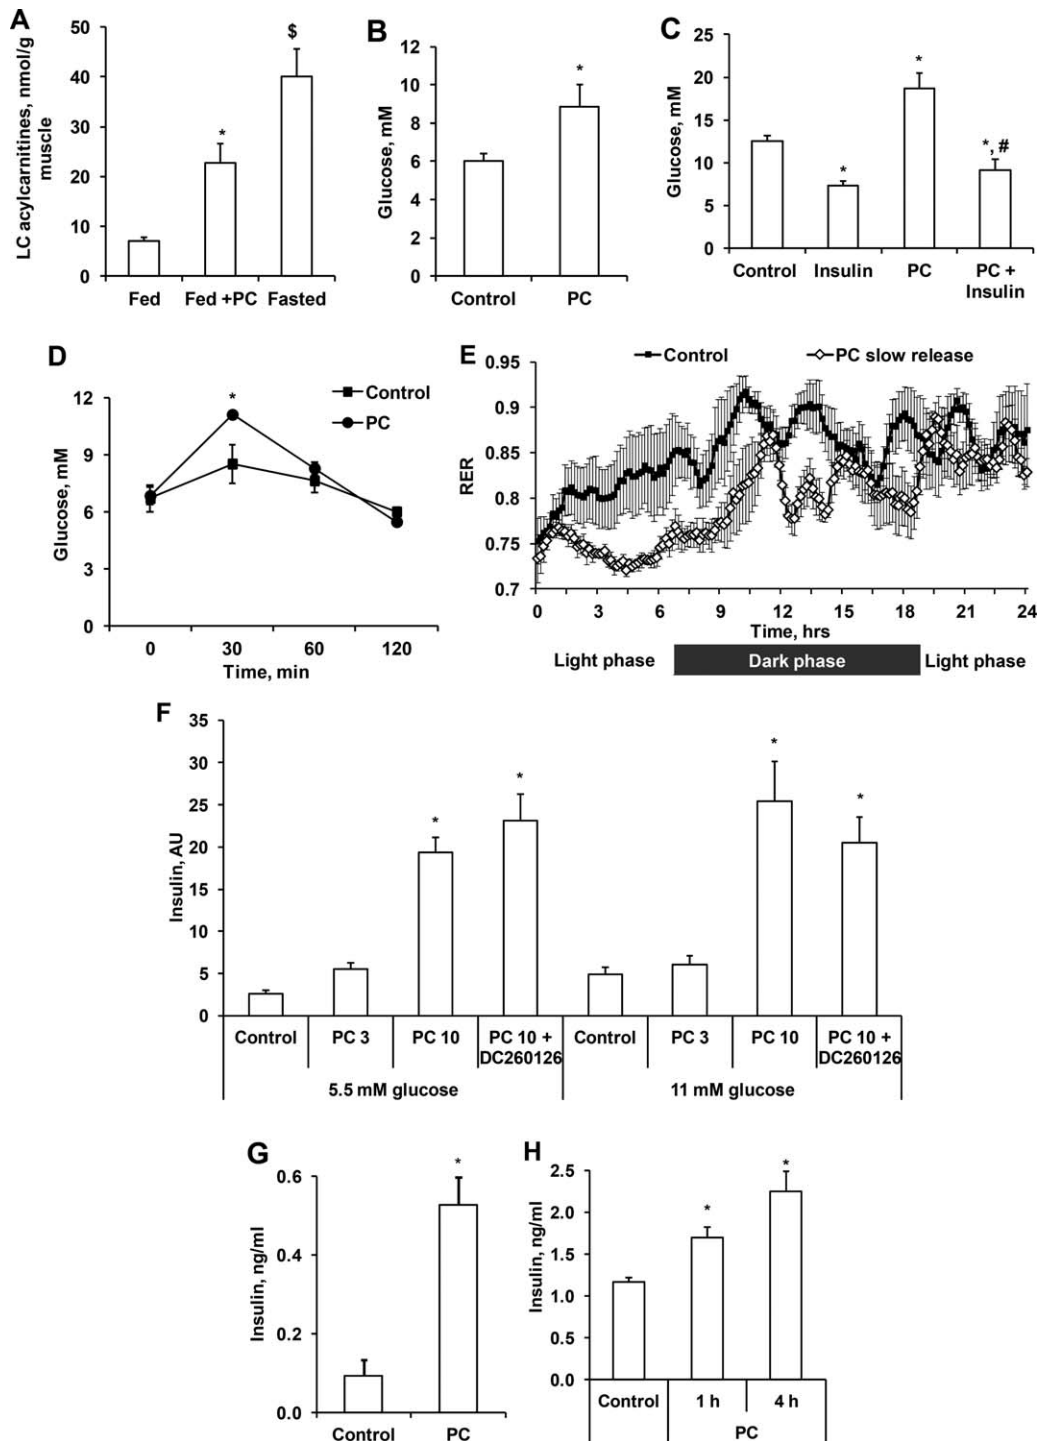 A
LC acylcarnitines, nmol/g
muscle
50
40
30
20
10
0
$
*
Fed
Fed +PC
Fasted
B
Glucose, mM
12
10
8
6
4
2
0
*
Control
PC
C
Glucose, mM
25
20
15
10
5
0
*
*
*, #
Control
Insulin
PC
PC +
Insulin
D
Glucose, mM
12
9
6
3
0
*
Control
PC
0
30
60
120
Time, min
E
RER
0.95
0.9
0.85
0.8
0.75
0.7
Control
PC slow release
0
3
6
9
12
15
18
21
24
Time, hrs
Light phase
Dark phase
Light phase
F
Insulin, AU
35
30
25
20
15
10
5
0
*
*
*
*
Control
PC 3
PC 10
PC 10 +
DC260126
Control
PC 3
PC 10
PC 10 +
DC260126
5.5 mM glucose
11 mM glucose
G
Insulin, ng/ml
0.6
0.4
0.2
0.0
*
Control
PC
H
Insulin, ng/ml
2.5
2.0
1.5
1.0
0.5
0.0
*
*
Control
1 h
4 h
PC